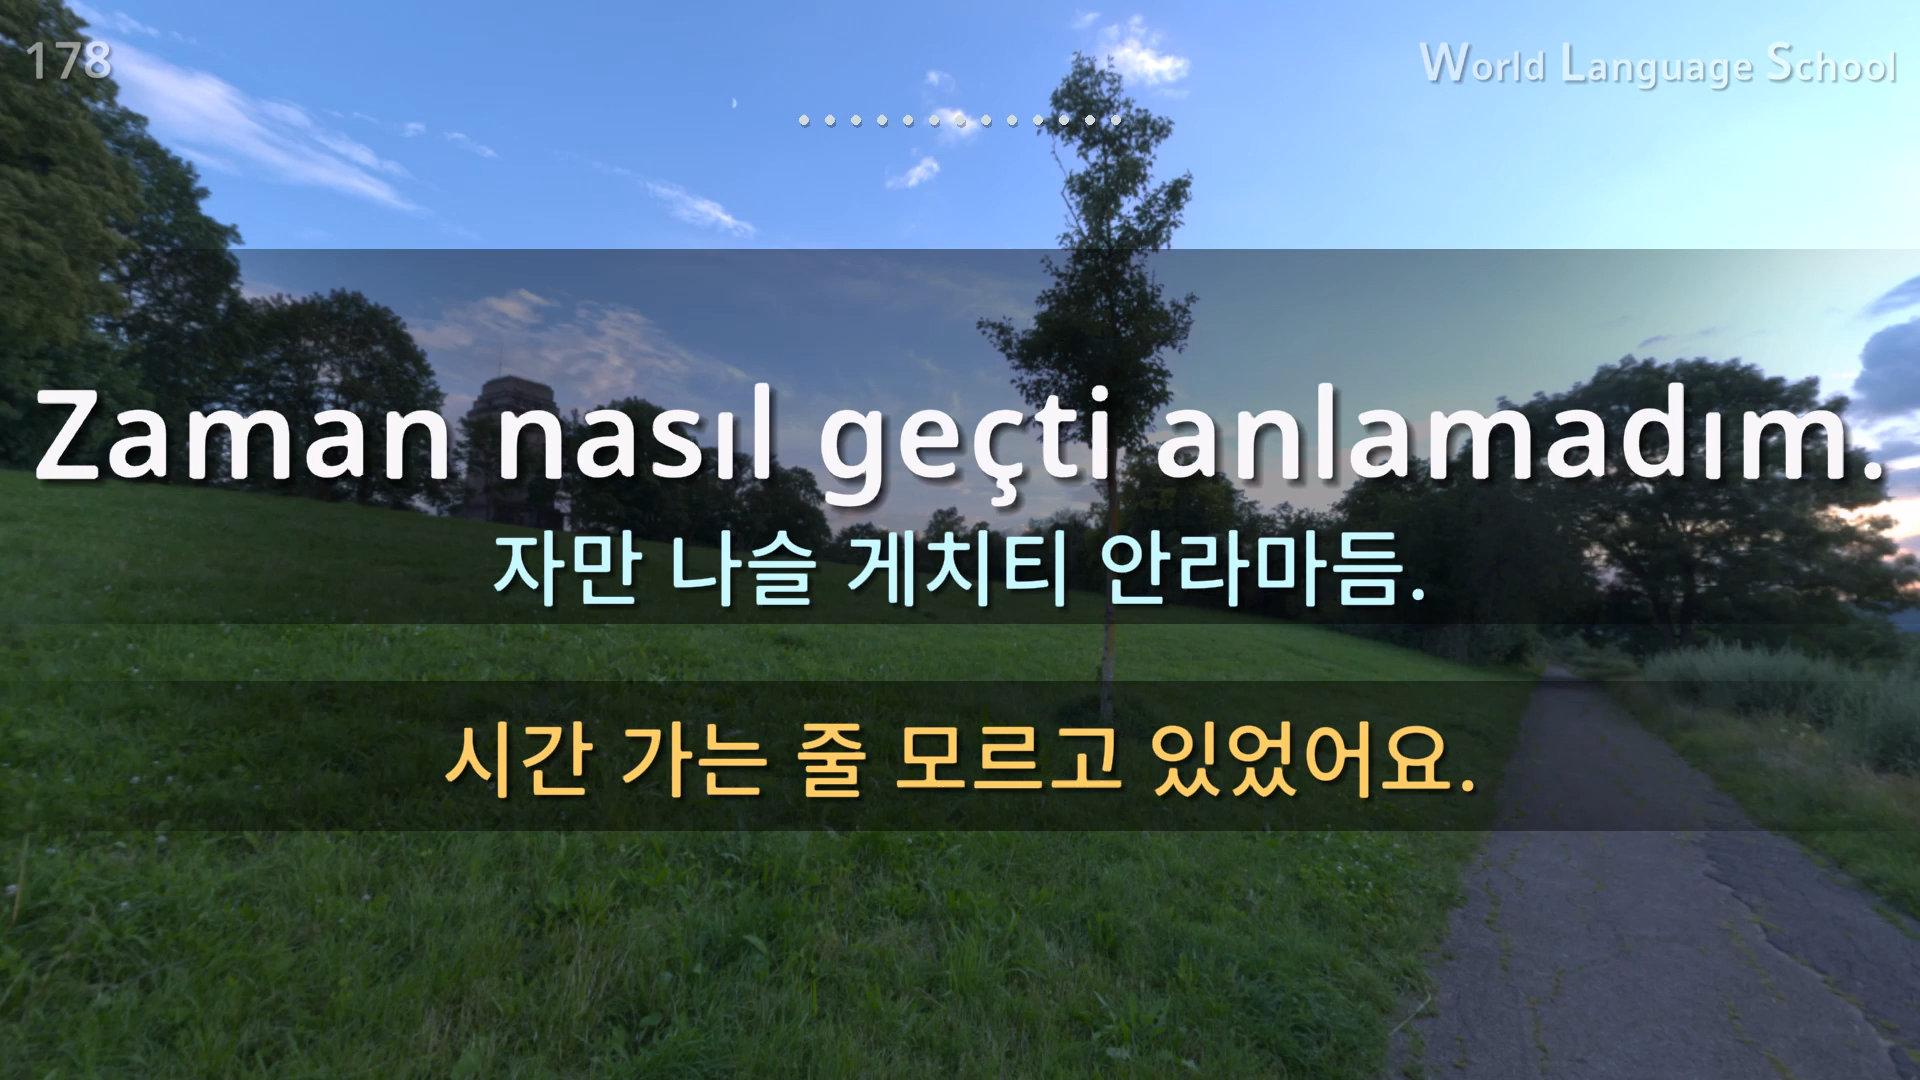 178
World Language School
Zaman nasıl geçti anlamadım.
자만 나슬 게치티 안라마듬.
시간 가는 줄 모르고 있었어요.